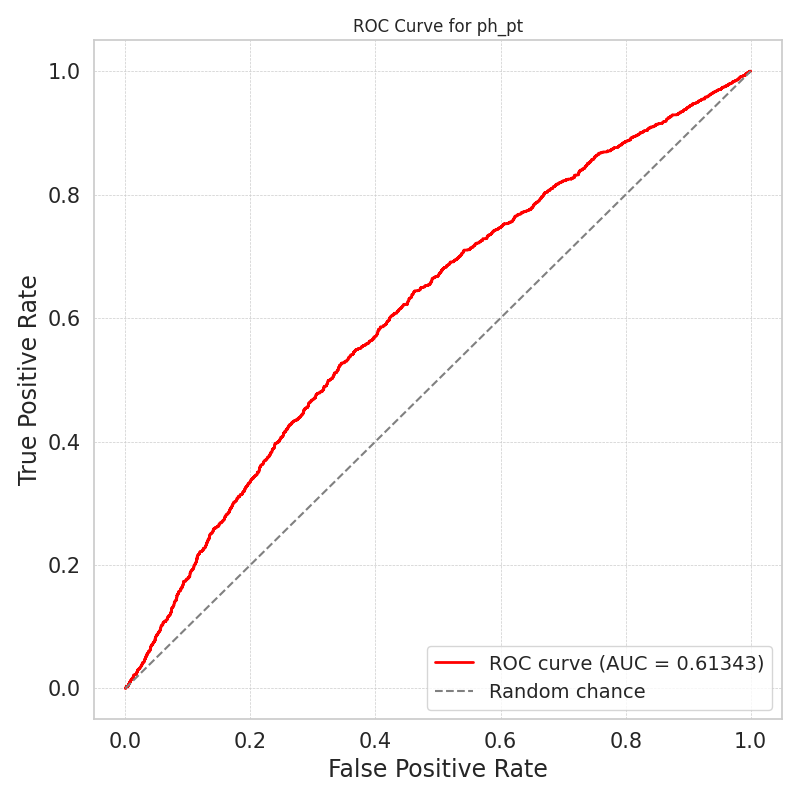 ROC Curve for ph_pt
True Positive Rate
1.0
0.8
0.6
0.4
0.2
0.0
ROC curve (AUC = 0.61343)
Random chance
0.0 0.2 0.4 0.6 0.8 1.0
False Positive Rate